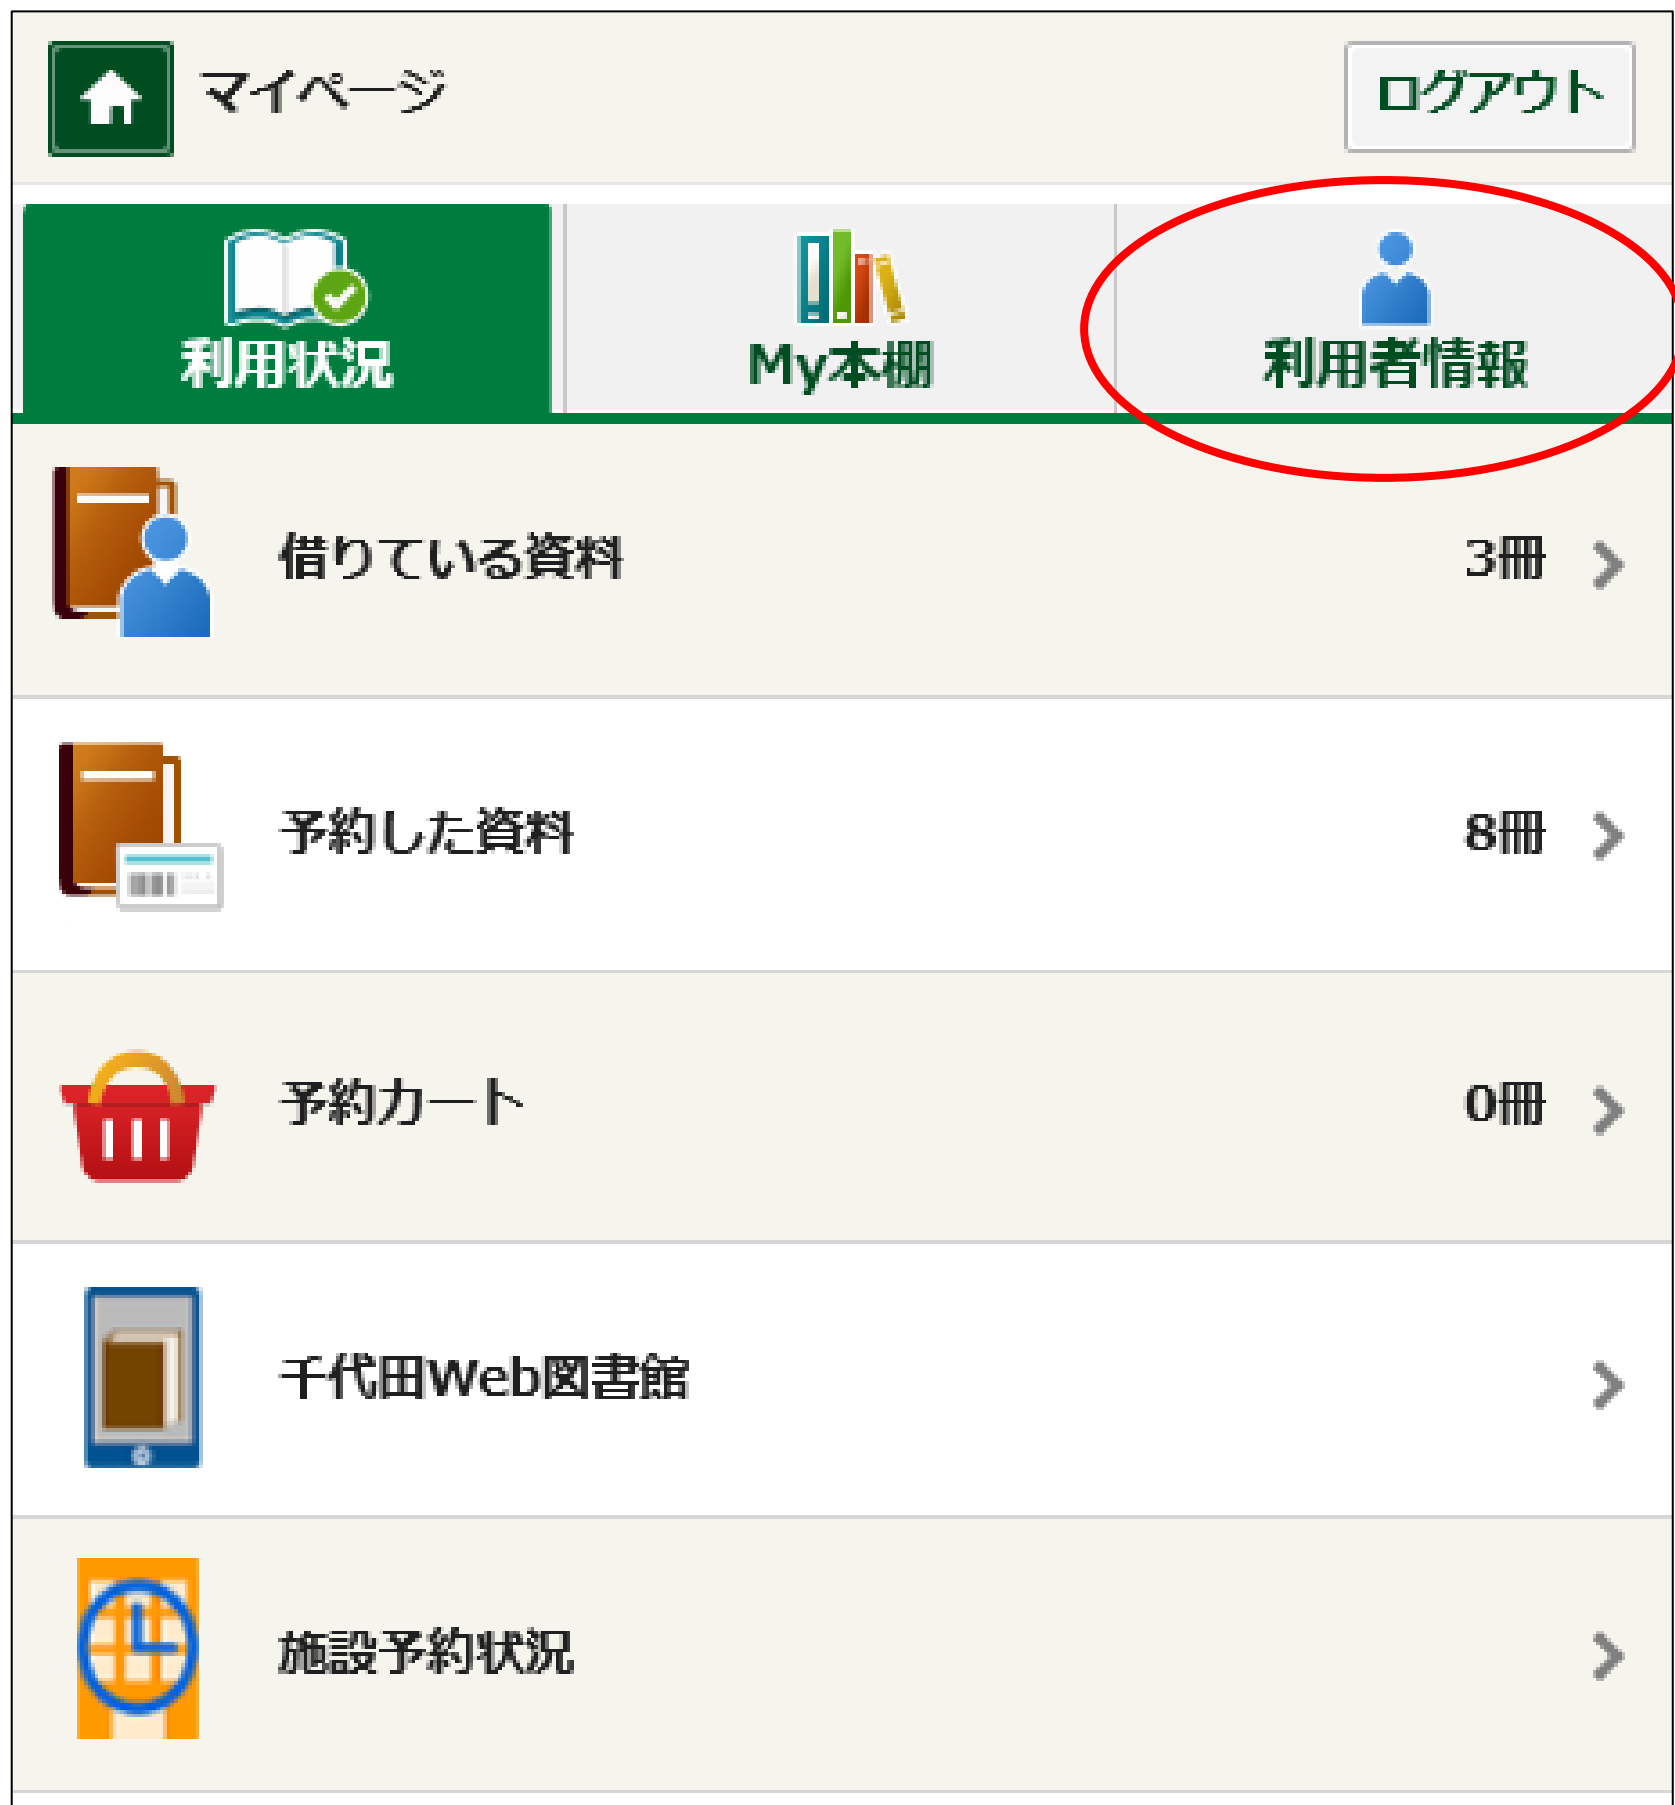 マイページ
ログアウト
利用状況
My本棚
利用者情報
借りている資料 3冊
予約した資料 8冊
予約カート 0冊
千代田Web図書館
施設予約状況